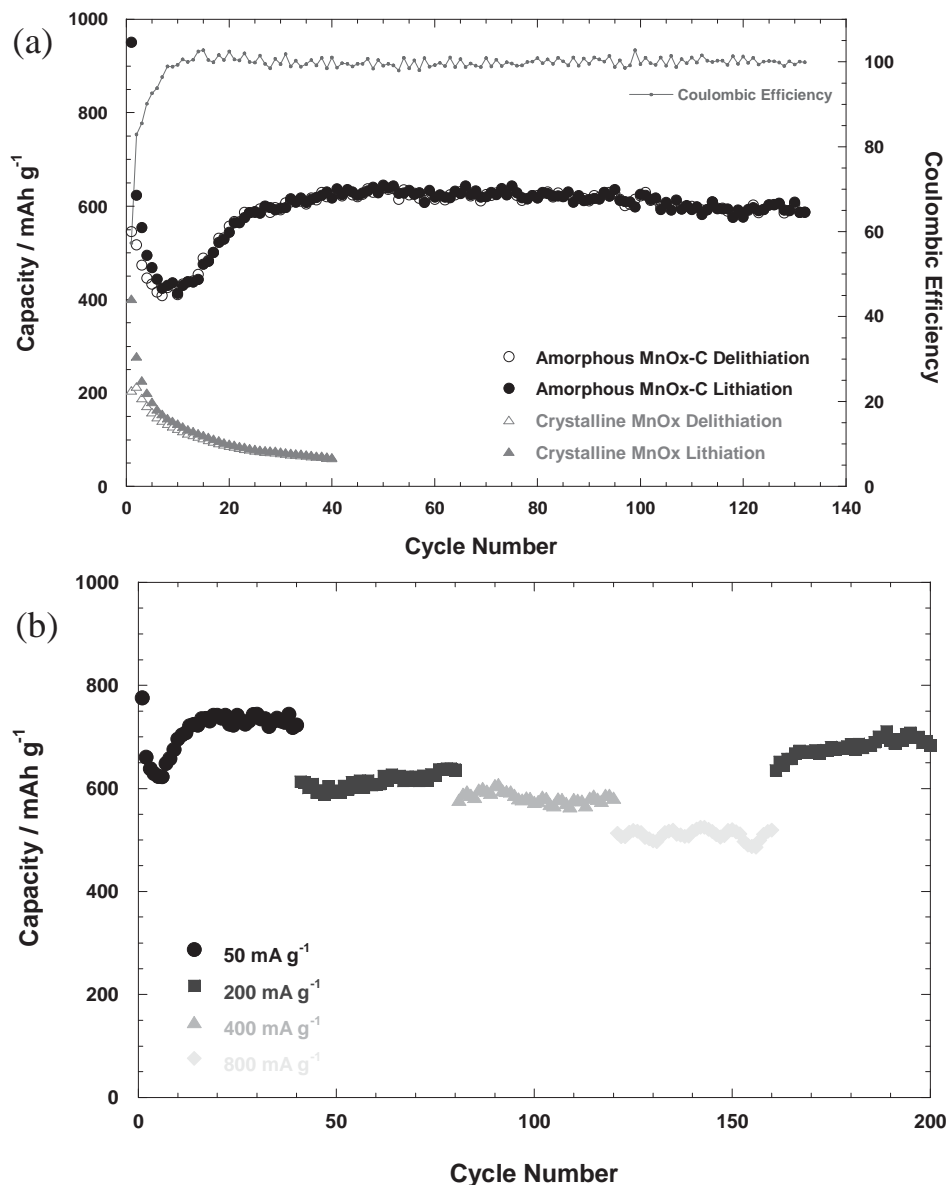 (a)
1000
800
600
400
200
0
Capacity / mAh g-1
100
80
60
40
20
0
Coulombic Efficiency
Coulombic Efficiency
Amorphous MnOx-C Delithiation
Amorphous MnOx-C Lithiation
Crystalline MnOx Delithiation
Crystalline MnOx Lithiation
0 20 40 60 80 100 120 140
Cycle Number
(b)
1000
800
600
400
200
0
Capacity / mAh g-1
50 mA g-1
200 mA g-1
400 mA g-1
800 mA g-1
0 50 100 150 200
Cycle Number